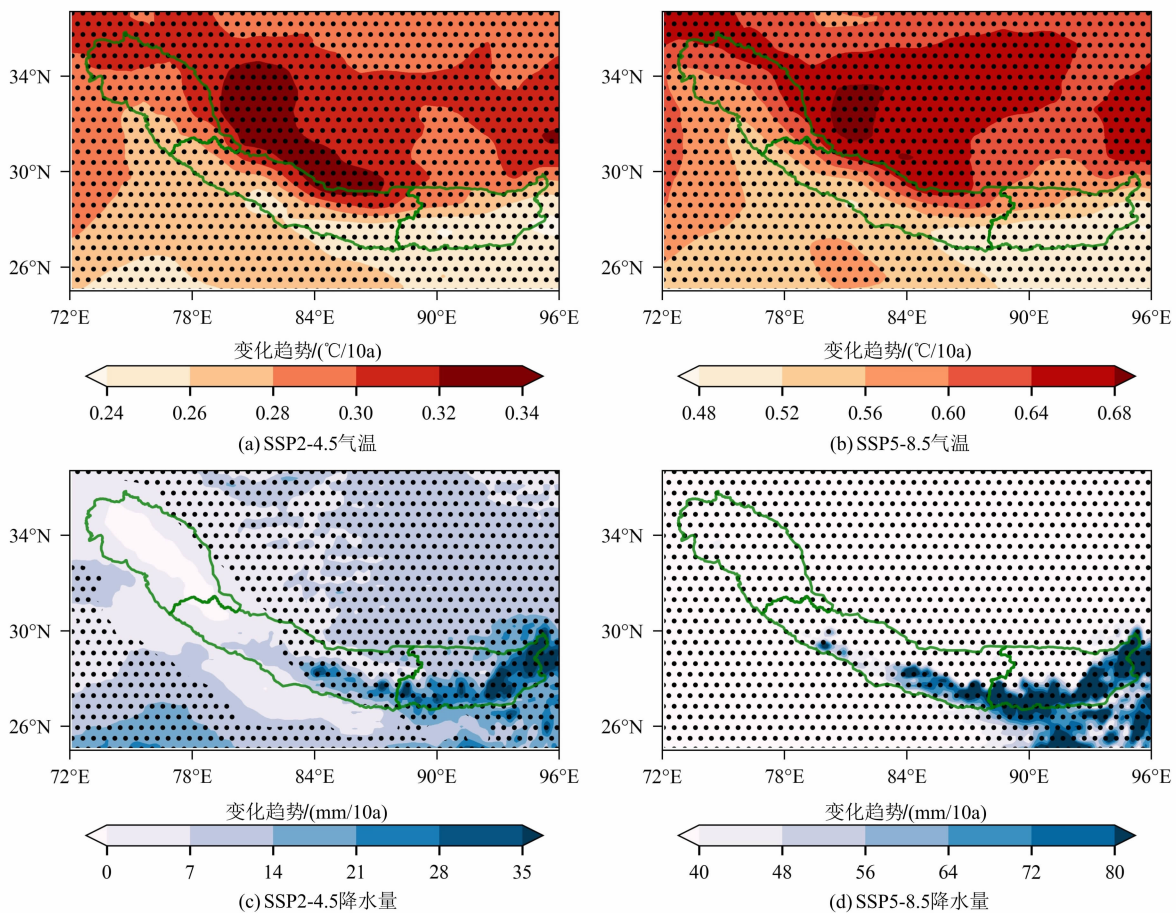 34°N
30°N
26°N
72°E 78°E 84°E 90°E 96°E
变化趋势/(℃/10a)
0.24 0.26 0.28 0.30 0.32 0.34
(a) SSP2-4.5气温
34°N
30°N
26°N
72°E 78°E 84°E 90°E 96°E
变化趋势/(℃/10a)
0.48 0.52 0.56 0.60 0.64 0.68
(b) SSP5-8.5气温
34°N
30°N
26°N
72°E 78°E 84°E 90°E 96°E
变化趋势/(mm/10a)
0 7 14 21 28 35
(c) SSP2-4.5降水量
34°N
30°N
26°N
72°E 78°E 84°E 90°E 96°E
变化趋势/(mm/10a)
40 48 56 64 72 80
(d) SSP5-8.5降水量